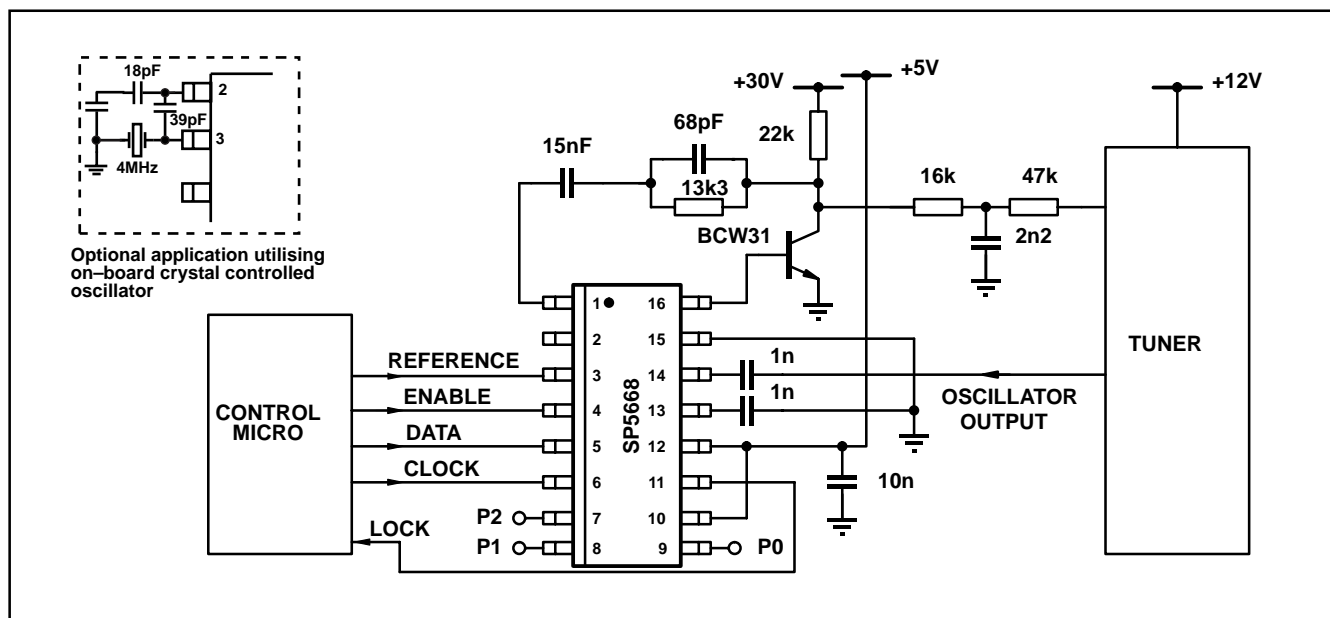 18pF
2
39pF
3
4MHz
Optional application utilising
on–board crystal controlled
oscillator
+30V
+5V
+12V
68pF
22k
15nF
13k3
16k
47k
BCW31
2n2
1
16
2
15
REFERENCE
3
14
1n
ENABLE
4
13
1n
DATA
5
12
CLOCK
6
11
10n
P2
7
10
LOCK
P1
8
9
P0
SP5668
CONTROL
MICRO
OSCILLATOR
OUTPUT
TUNER